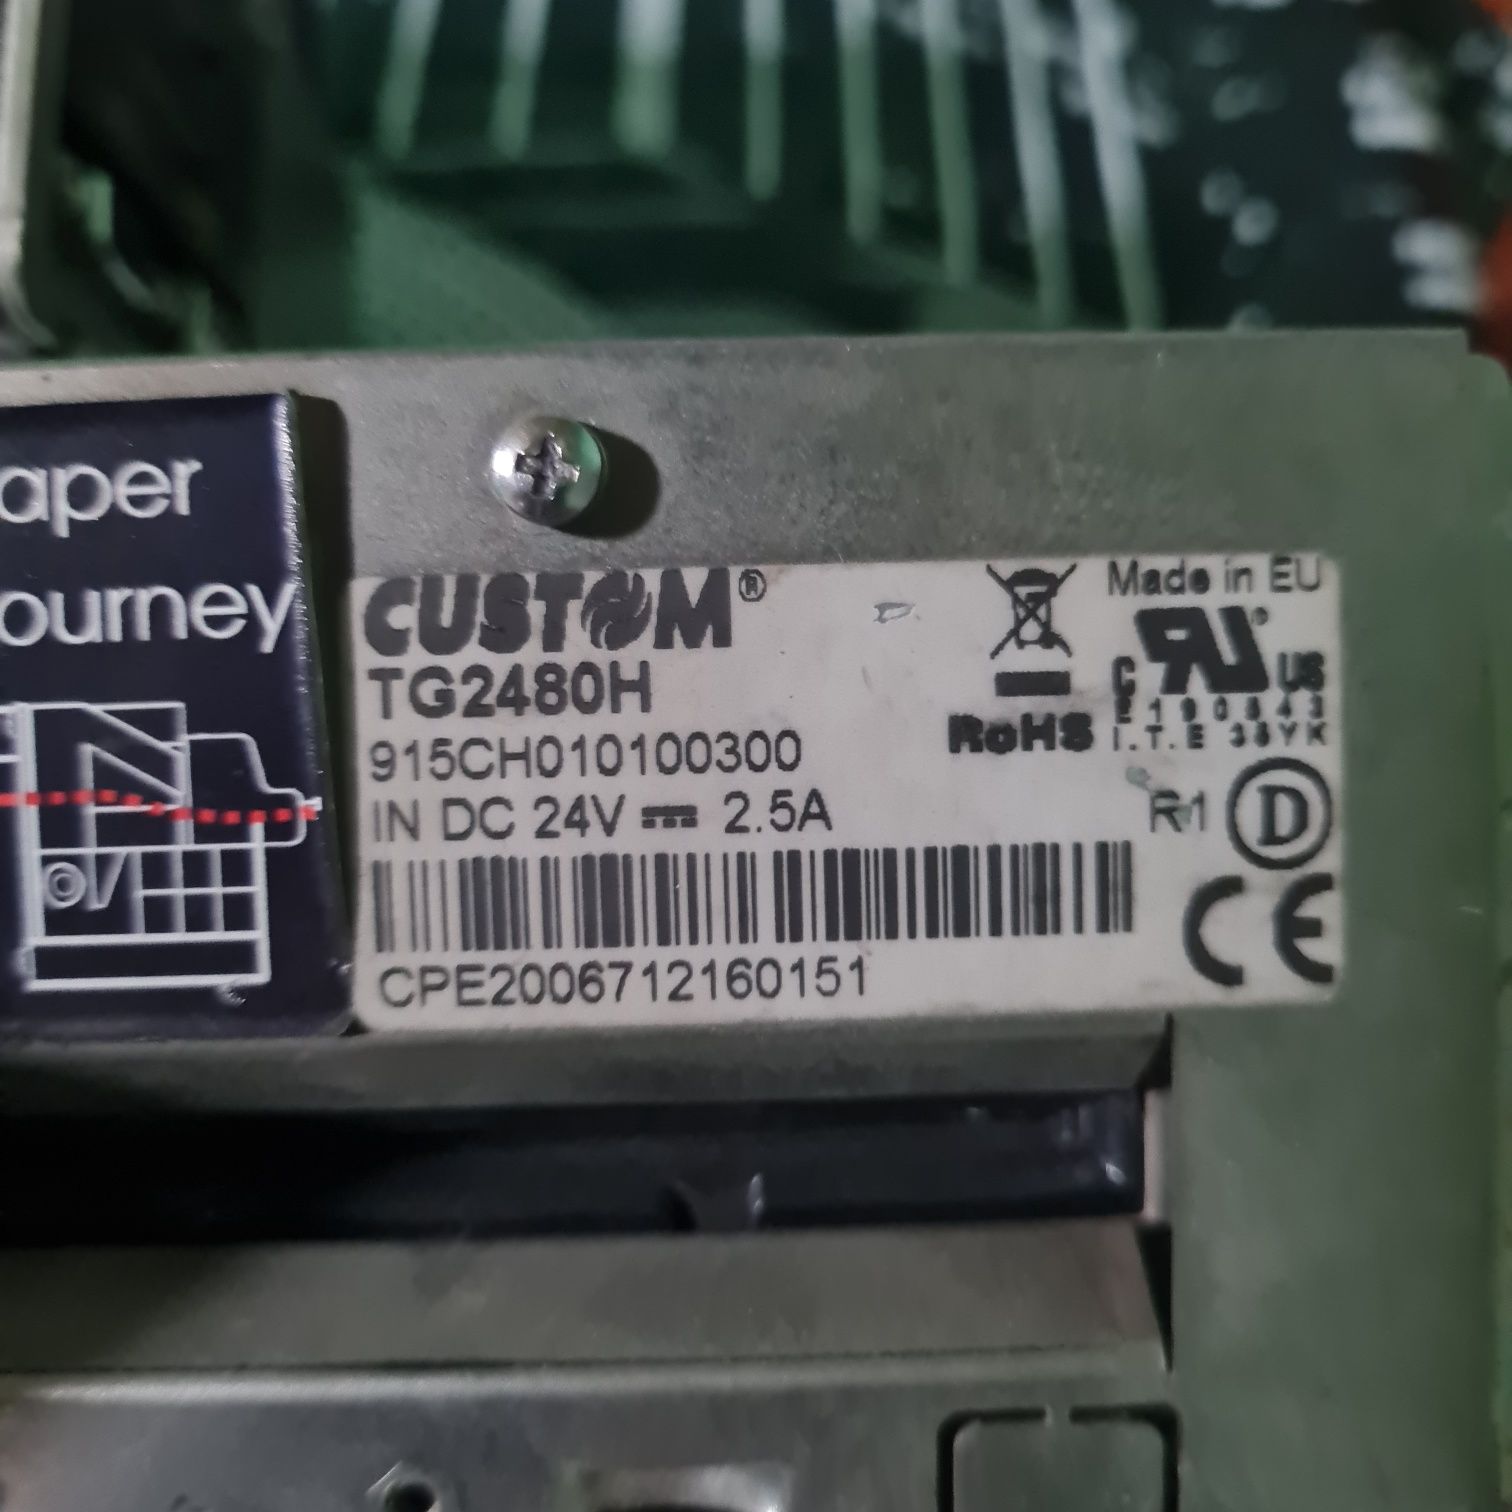 aper
ourney
CUSTOM®
TG2480H
915CH010100300
IN DC 24V 2.5A
CPE2006712160151
Made in EU
C US
E190843
I.T.E 38YK
RoHS
R1
D
CE